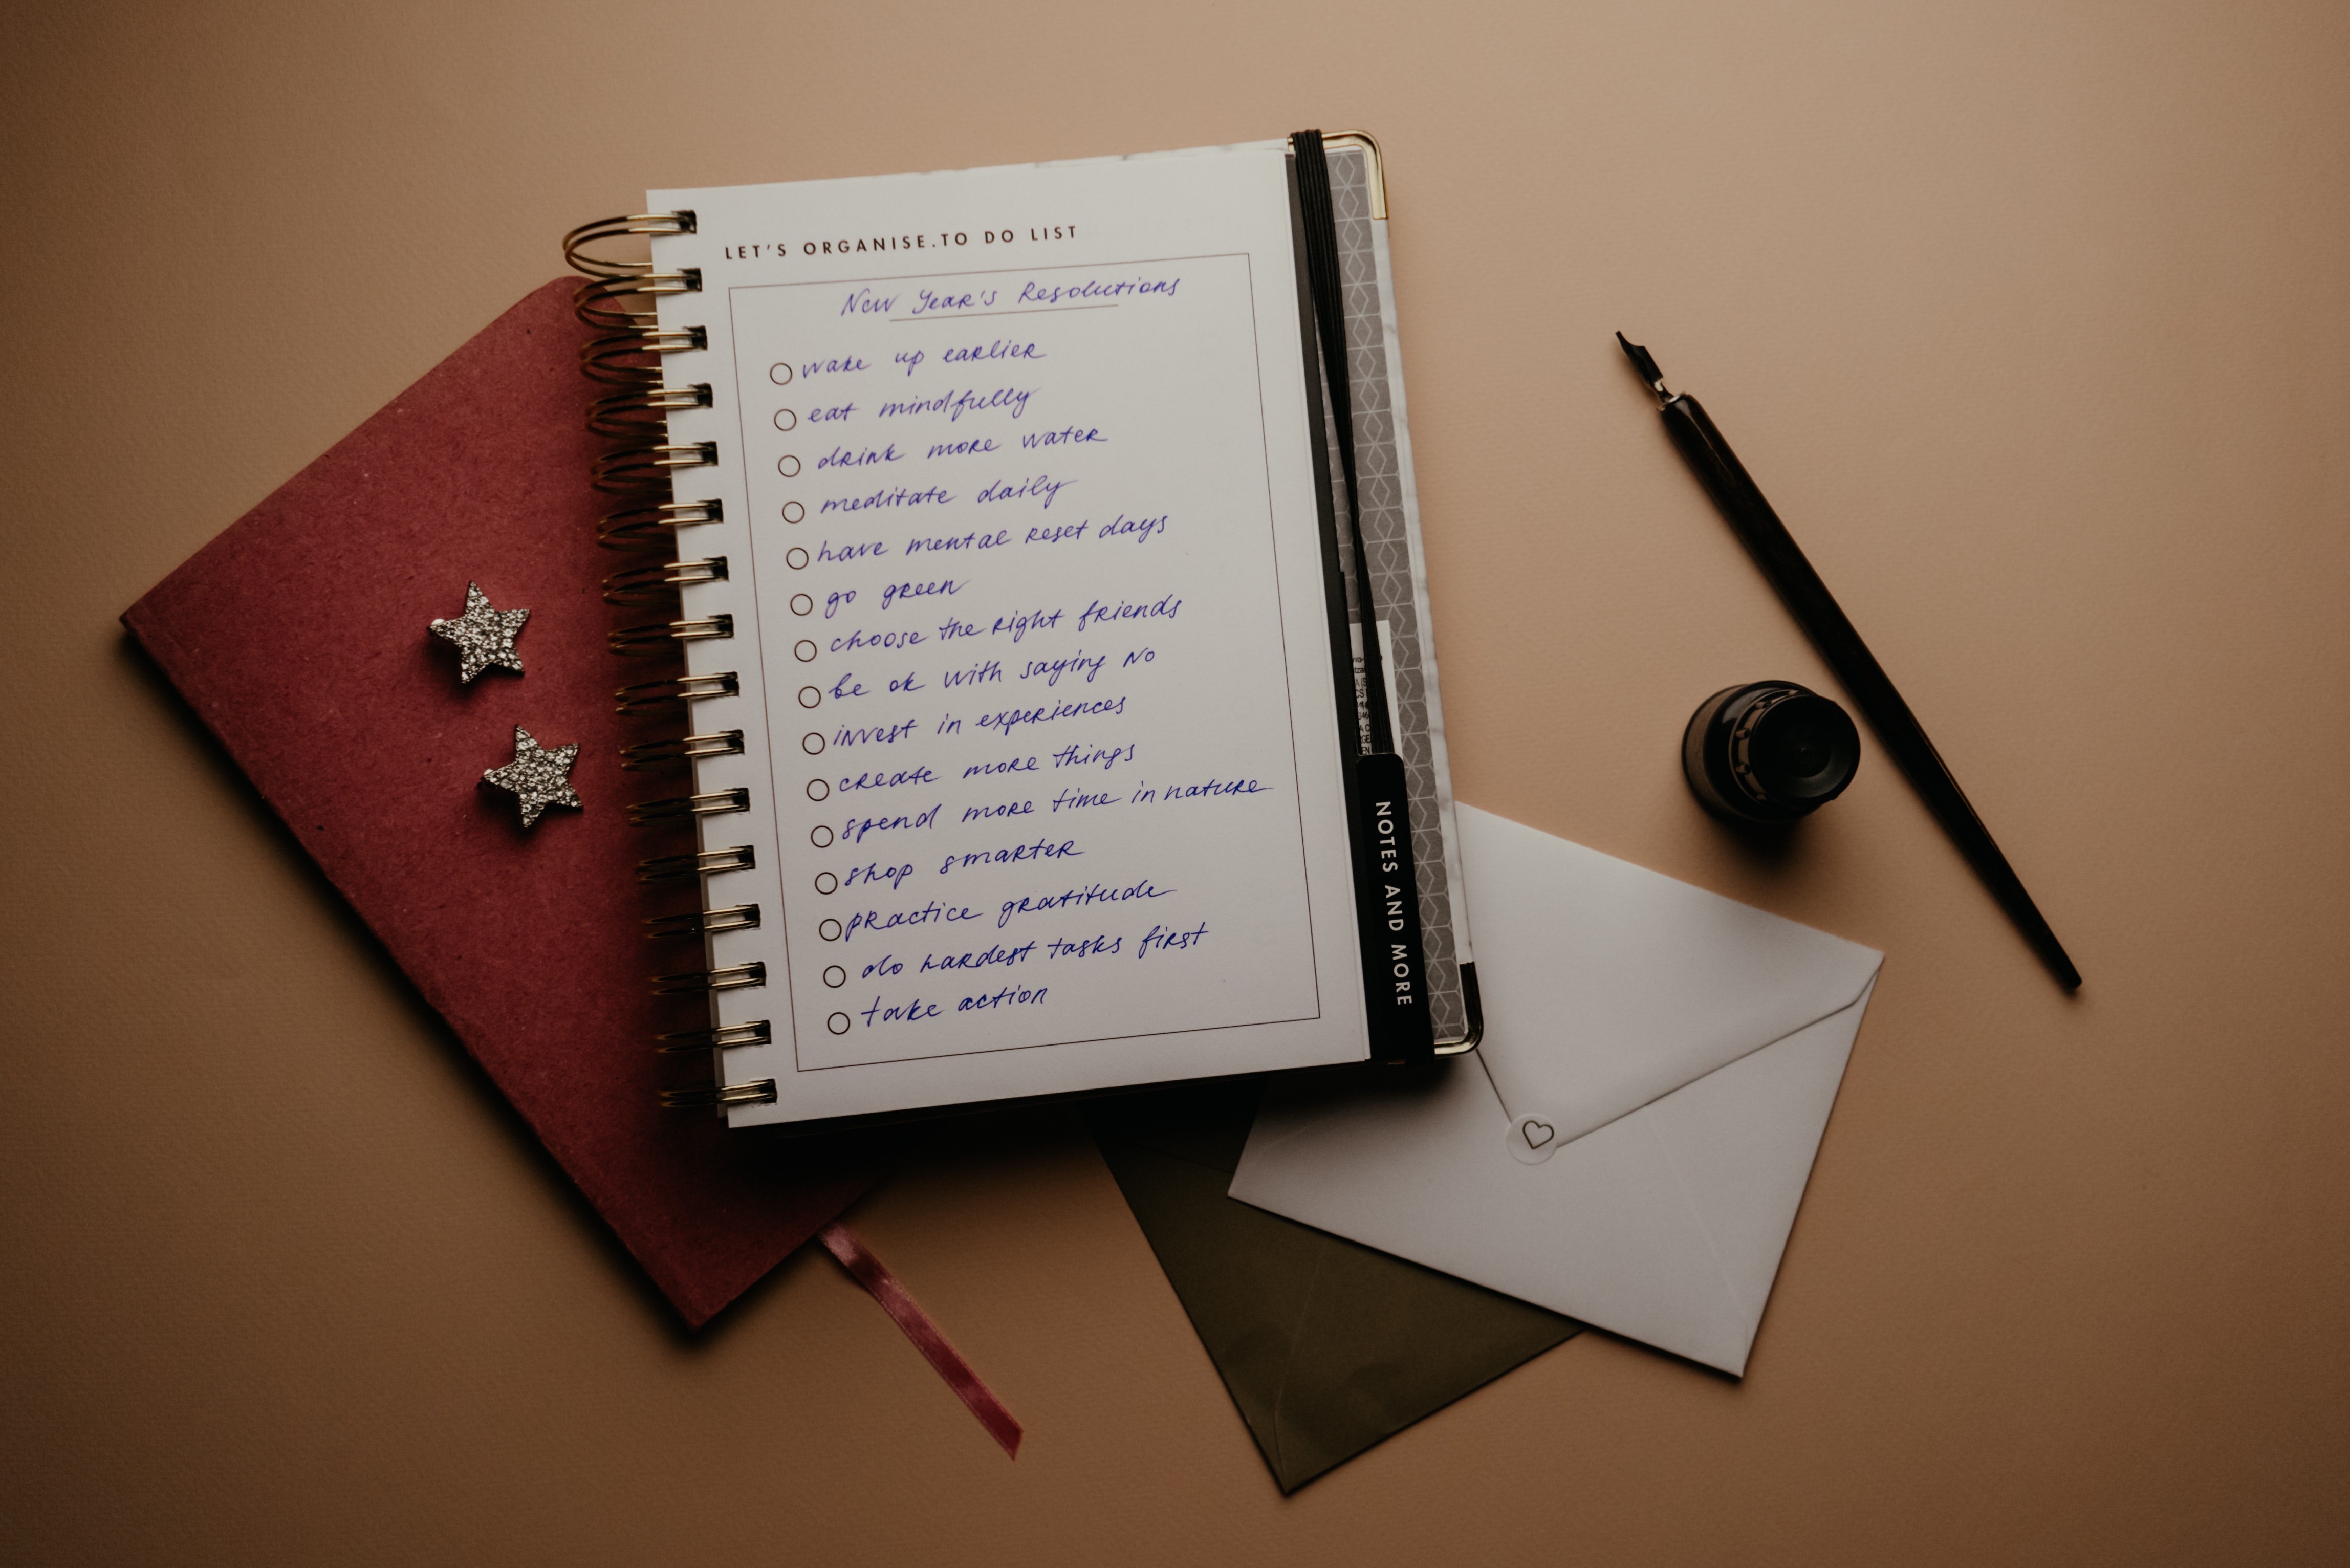 LET'S ORGANISE. TO DO LIST
New Year's Resolutions
wake up earlier
eat mindfully
drink more water
meditate daily
have mental reset days
go green
choose the right friends
be ok with saying NO
invest in experiences
create more things
spend more time in nature
shop smarter
practice gratitude
do hardest tasks first
take action
NOTES AND MORE